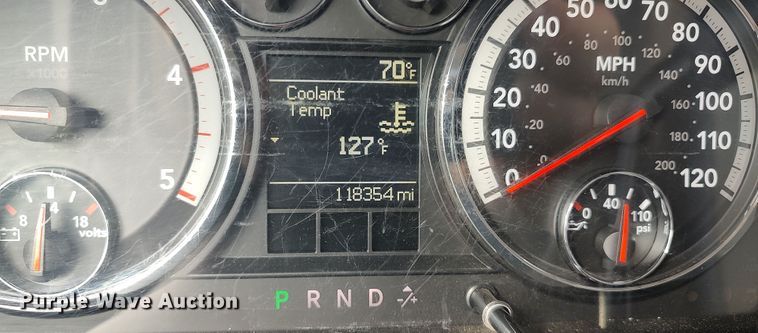 RPM
x1000
4
5
8 4 18
volts
70°F
Coolant
Temp
127°F
118354 mi
P R N D -/+
MPH
km/h
0 10 20 30 40 50 60 70 80 90 100 120
0 20 40 60 80 100 120 140 160 180 200
0 40 110
psi
Purple Wave Auction